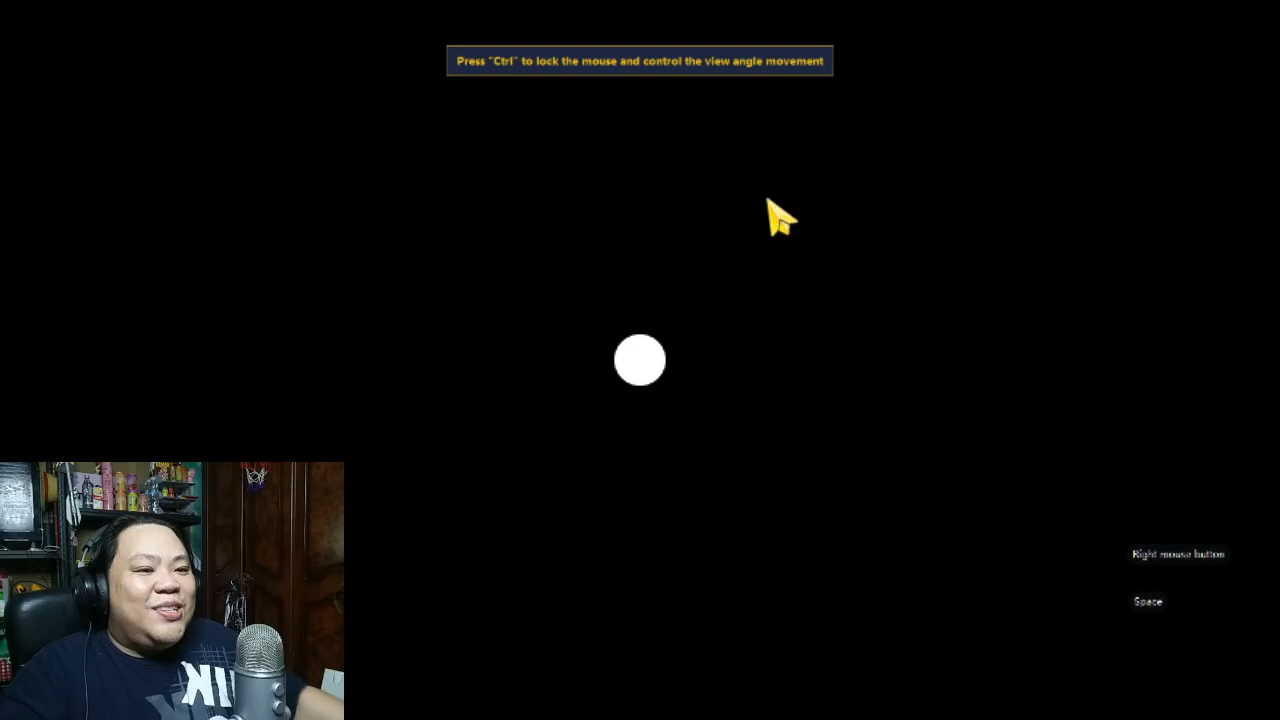 Press "Ctrl" to lock the mouse and control the view angle movement
Right mouse button
Space